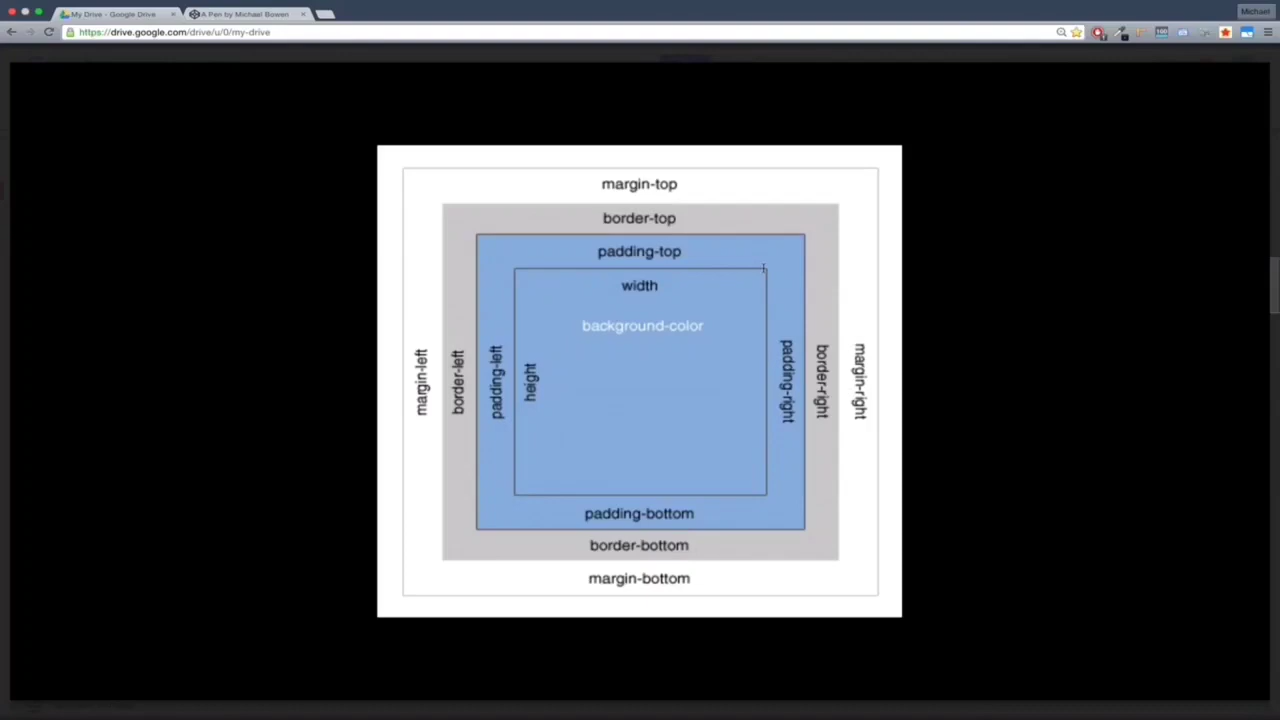 My Drive - Google Drive
A Pen by Michael Bowen
Michael
https://drive.google.com/drive/u/0/my-drive
margin-top
border-top
padding-top
width
background-color
margin-left
border-left
padding-left
height
padding-right
border-right
margin-right
padding-bottom
border-bottom
margin-bottom